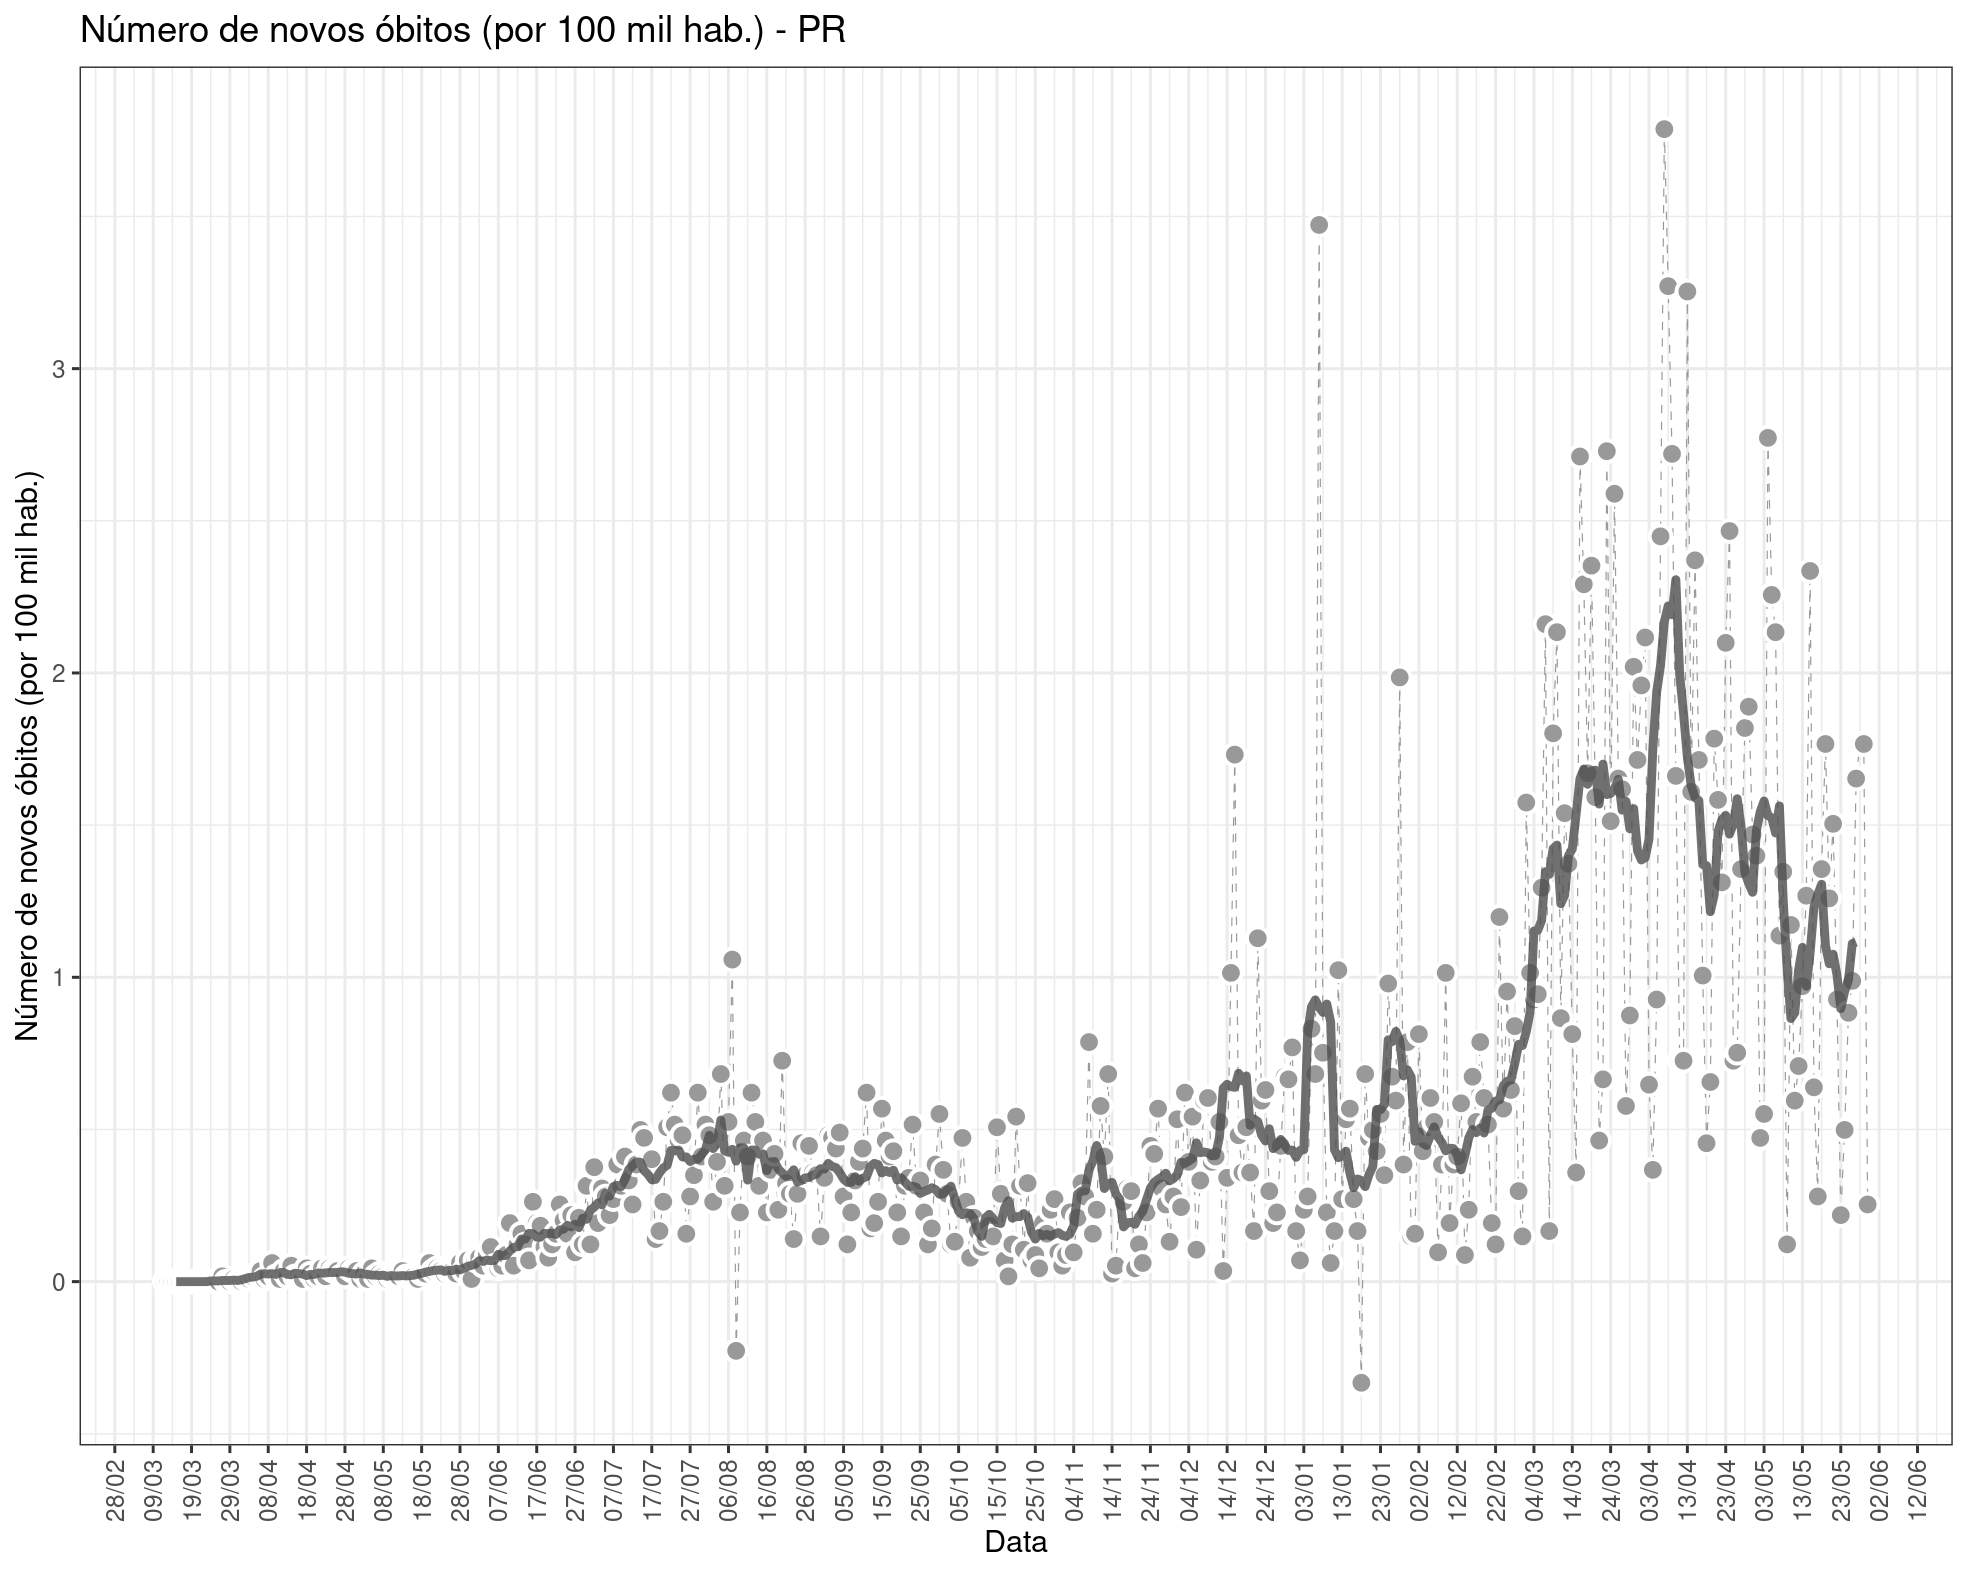 Número de novos óbitos (por 100 mil hab.) - PR
Número de novos óbitos (por 100 mil hab.)
3
2
1
0
28/02 09/03 19/03 29/03 08/04 18/04 28/04 08/05 18/05 28/05 07/06 17/06 27/06 07/07 17/07 27/07 06/08 16/08 26/08 05/09 15/09 25/09 05/10 15/10 25/10 04/11 14/11 24/11 04/12 14/12 24/12 03/01 13/01 23/01 02/02 12/02 22/02 04/03 14/03 24/03 03/04 13/04 23/04 03/05 13/05 23/05 02/06 12/06
Data